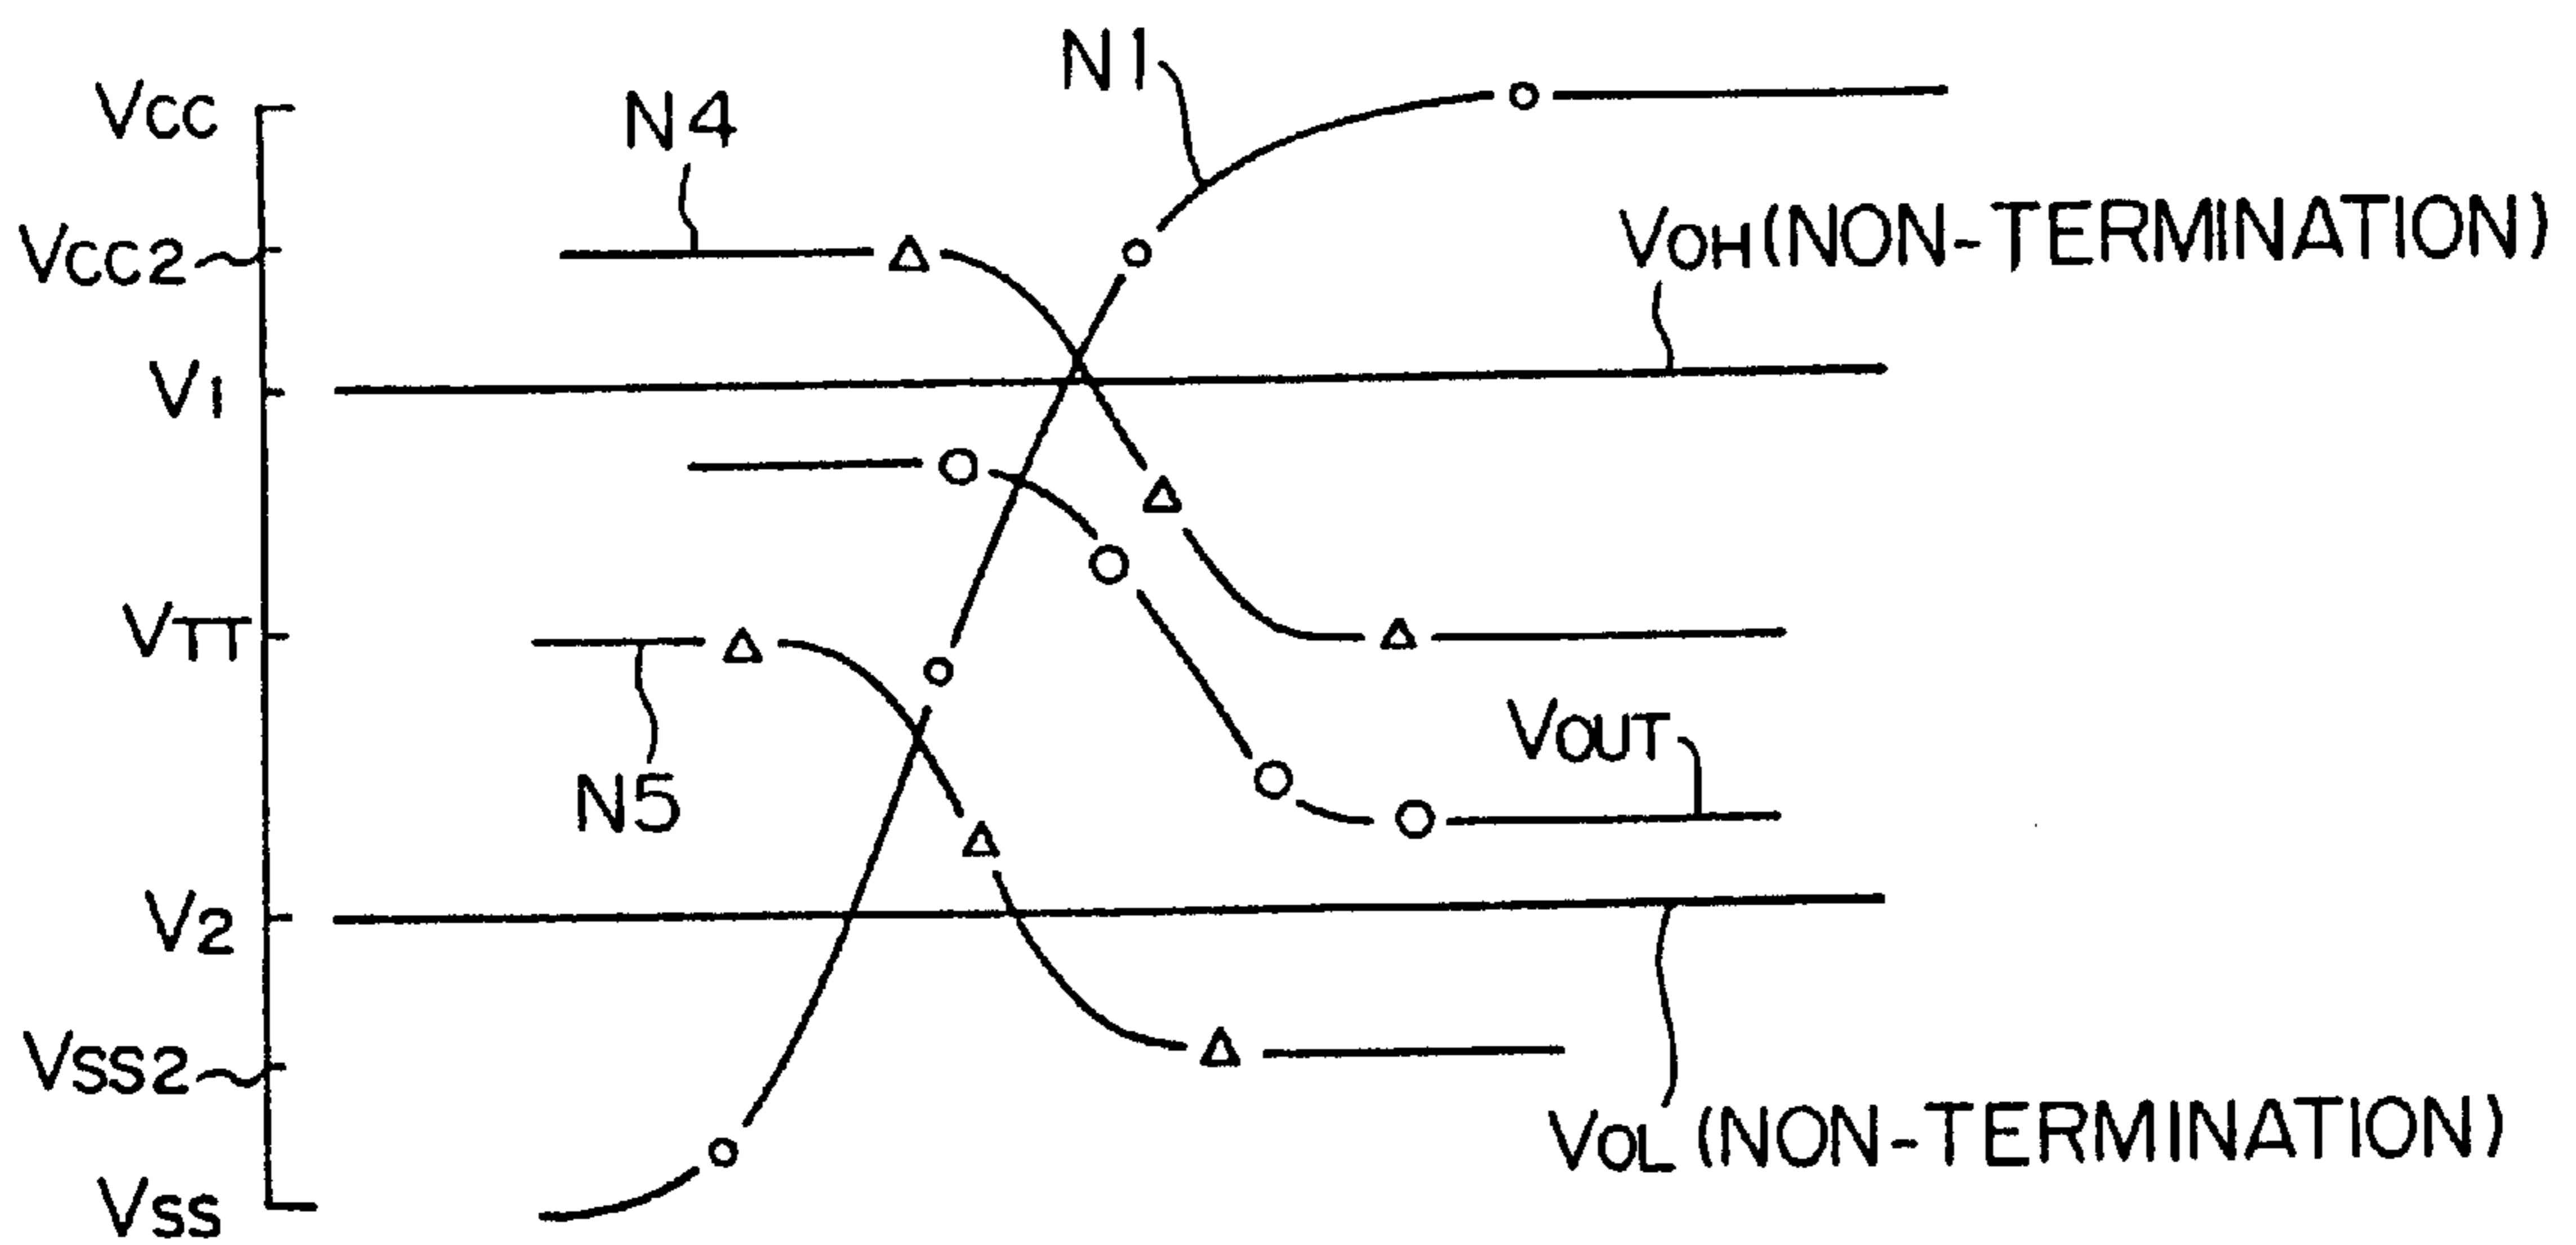 N1
VCC
N4
VOH (NON-TERMINATION)
VCC2
V1
VTT
VOUT
N5
V2
VSS2
VOL (NON-TERMINATION)
VSS